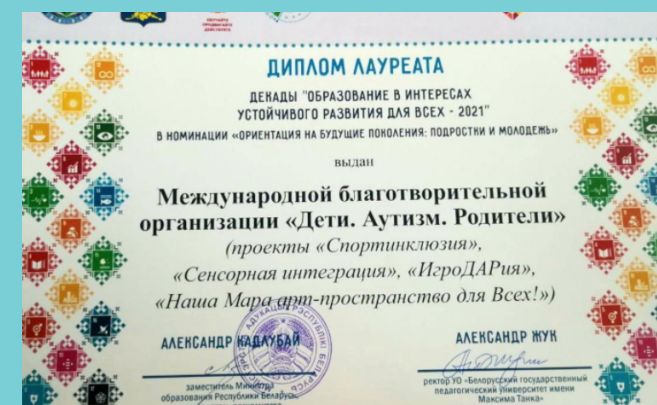 ДИПЛОМ ЛАУРЕАТА
ДЕКАДЫ "ОБРАЗОВАНИЕ В ИНТЕРЕСАХ
УСТОЙЧИВОГО РАЗВИТИЯ ДЛЯ ВСЕХ - 2021"
В НОМИНАЦИИ «ОРИЕНТАЦИЯ НА БУДУЩИЕ ПОКОЛЕНИЯ: ПОДРОСТКИ И МОЛОДЕЖЬ»
выдан
Международной благотворительной
организации «Дети. Аутизм. Родители»
(проекты «Спортинклюзия»,
«Сенсорная интеграция», «ИгроДАРия»,
«Наша Мара арт-пространство для Всех!»)
АЛЕКСАНДР КАДЛУБАЙ
АЛЕКСАНДР ЖУК
заместитель Министра
образования Республики Беларусь
ректор УО «Белорусский государственный
педагогический университет имени
Максима Танка»